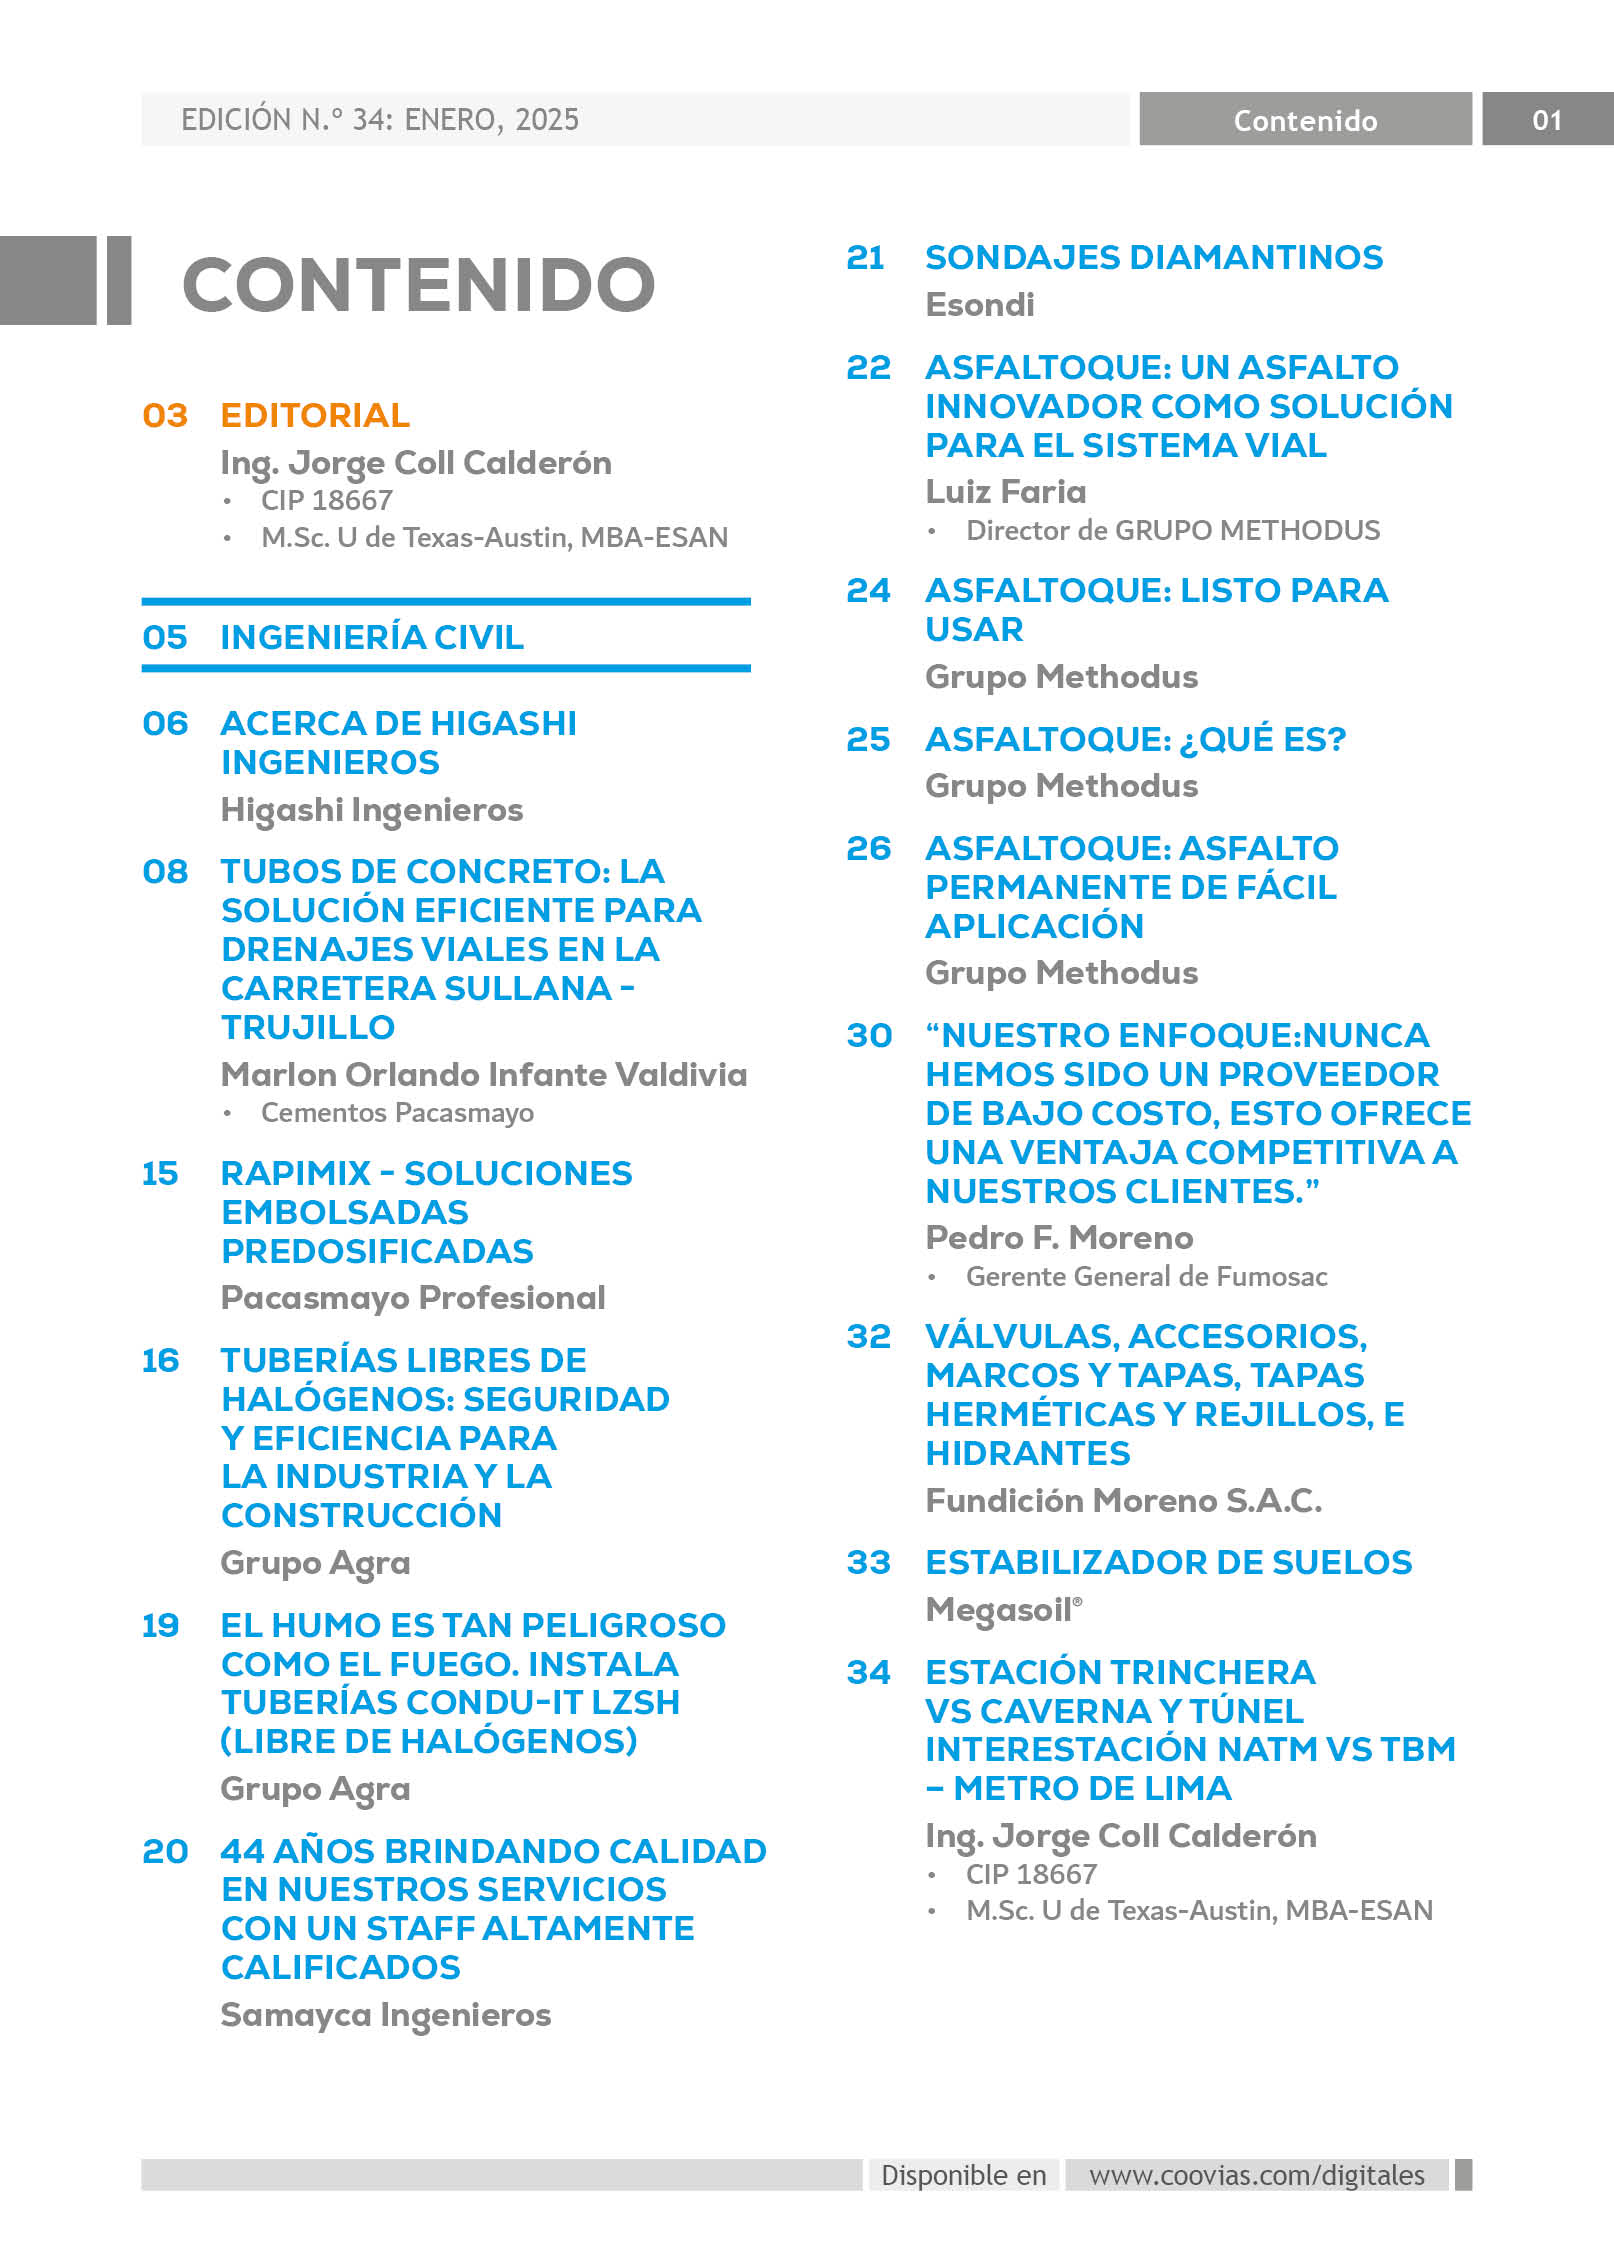 EDICIÓN N.º 34: ENERO, 2025
Contenido
01
CONTENIDO
03 EDITORIAL
Ing. Jorge Coll Calderón
• CIP 18667
• M.Sc. U de Texas-Austin, MBA-ESAN
05 INGENIERÍA CIVIL
06 ACERCA DE HIGASHI
INGENIEROS
Higashi Ingenieros
08 TUBOS DE CONCRETO: LA
SOLUCIÓN EFICIENTE PARA
DRENAJES VIALES EN LA
CARRETERA SULLANA -
TRUJILLO
Marlon Orlando Infante Valdivia
• Cementos Pacasmayo
15 RAPIMIX - SOLUCIONES
EMBOLSADAS
PREDOSIFICADAS
Pacasmayo Profesional
16 TUBERÍAS LIBRES DE
HALÓGENOS: SEGURIDAD
Y EFICIENCIA PARA
LA INDUSTRIA Y LA
CONSTRUCCIÓN
Grupo Agra
19 EL HUMO ES TAN PELIGROSO
COMO EL FUEGO. INSTALA
TUBERÍAS CONDU-IT LZSH
(LIBRE DE HALÓGENOS)
Grupo Agra
20 44 AÑOS BRINDANDO CALIDAD
EN NUESTROS SERVICIOS
CON UN STAFF ALTAMENTE
CALIFICADOS
Samayca Ingenieros
21 SONDAJES DIAMANTINOS
Esondi
22 ASFALTOQUE: UN ASFALTO
INNOVADOR COMO SOLUCIÓN
PARA EL SISTEMA VIAL
Luiz Faria
• Director de GRUPO METHODUS
24 ASFALTOQUE: LISTO PARA
USAR
Grupo Methodus
25 ASFALTOQUE: ¿QUÉ ES?
Grupo Methodus
26 ASFALTOQUE: ASFALTO
PERMANENTE DE FÁCIL
APLICACIÓN
Grupo Methodus
30 “NUESTRO ENFOQUE:NUNCA
HEMOS SIDO UN PROVEEDOR
DE BAJO COSTO, ESTO OFRECE
UNA VENTAJA COMPETITIVA A
NUESTROS CLIENTES.”
Pedro F. Moreno
• Gerente General de Fumosac
32 VÁLVULAS, ACCESORIOS,
MARCOS Y TAPAS, TAPAS
HERMÉTICAS Y REJILLOS, E
HIDRANTES
Fundición Moreno S.A.C.
33 ESTABILIZADOR DE SUELOS
Megasoil®
34 ESTACIÓN TRINCHERA
VS CAVERNA Y TÚNEL
INTERESTACIÓN NATM VS TBM
– METRO DE LIMA
Ing. Jorge Coll Calderón
• CIP 18667
• M.Sc. U de Texas-Austin, MBA-ESAN
Disponible en
www.coovias.com/digitales